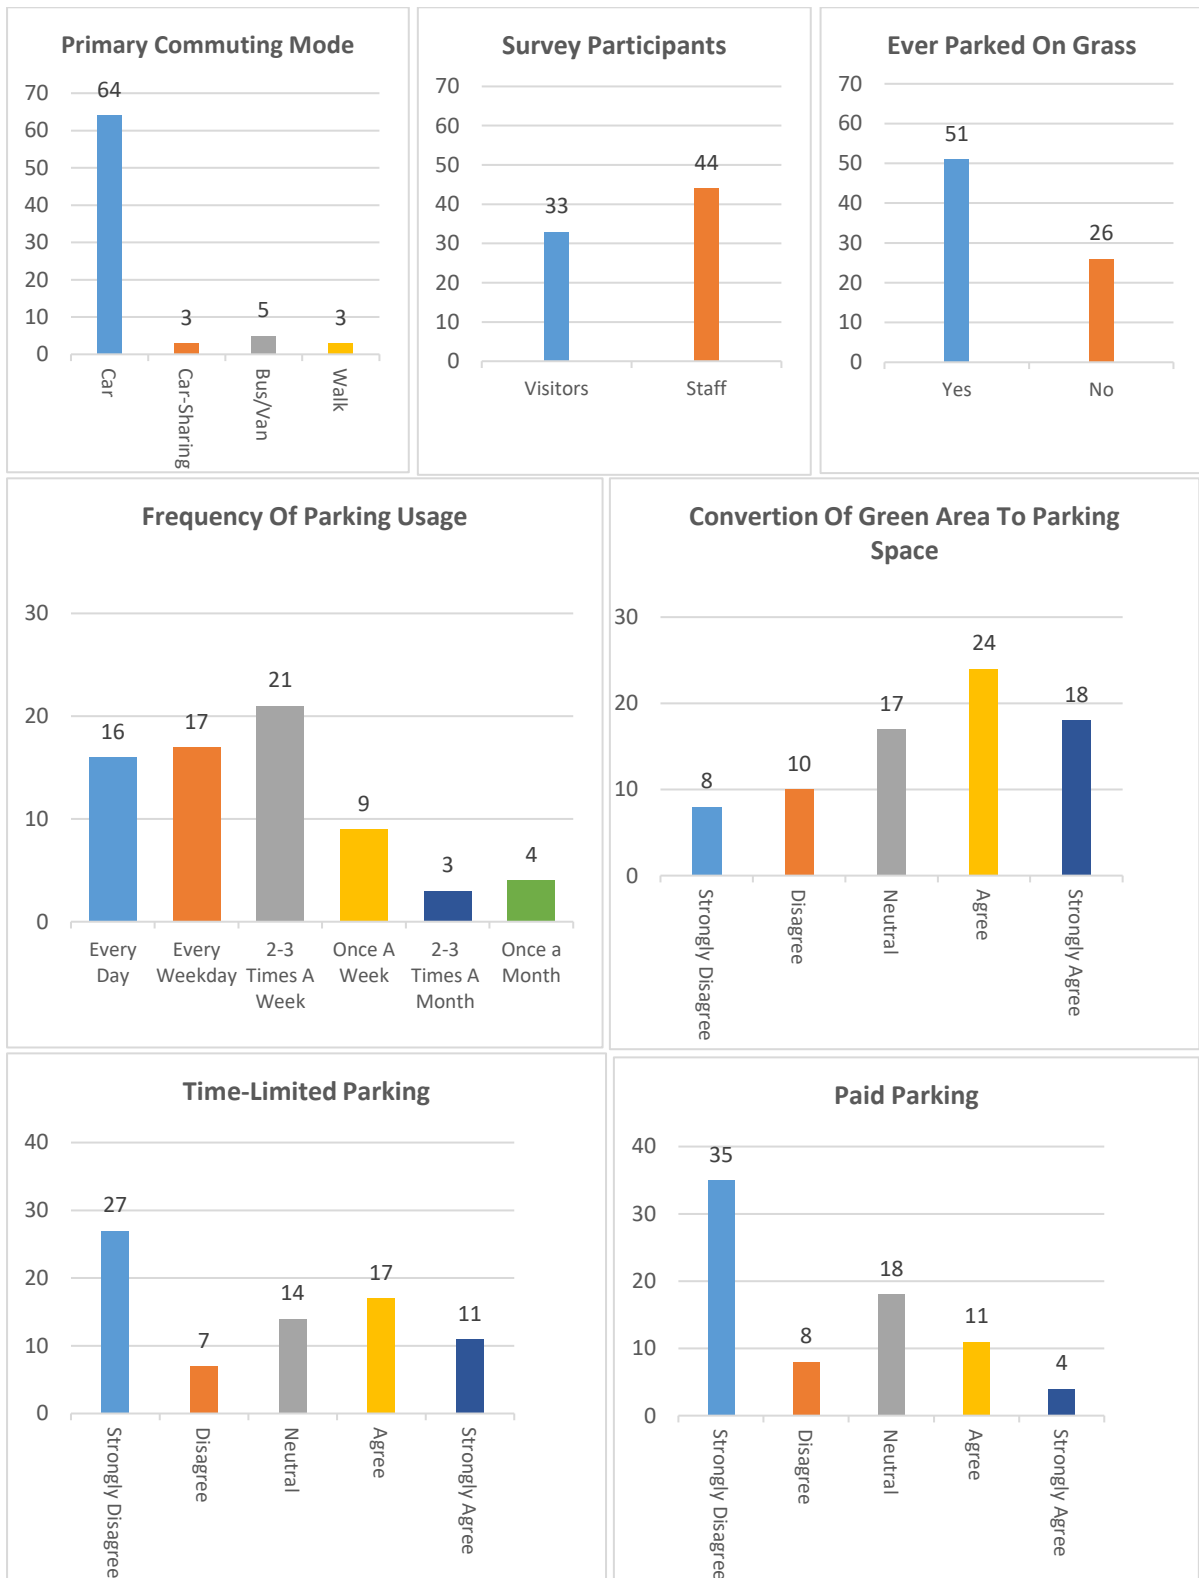 Primary Commuting Mode
70
60
50
40
30
20
10
0
64
3
5
3
Car
Car-Sharing
Bus/Van
Walk
Survey Participants
70
60
50
40
30
20
10
0
33
44
Visitors
Staff
Ever Parked On Grass
70
60
50
40
30
20
10
0
51
26
Yes
No
Frequency Of Parking Usage
30
20
10
0
16
17
21
9
3
4
Every
Day
Every
Weekday
2-3
Times A
Week
Once A
Week
2-3
Times A
Month
Once a
Month
Convertion Of Green Area To Parking
Space
30
20
10
0
8
10
17
24
18
Strongly Disagree
Disagree
Neutral
Agree
Strongly Agree
Time-Limited Parking
40
30
20
10
0
27
7
14
17
11
Strongly Disagree
Disagree
Neutral
Agree
Strongly Agree
Paid Parking
40
30
20
10
0
35
8
18
11
4
Strongly Disagree
Disagree
Neutral
Agree
Strongly Agree